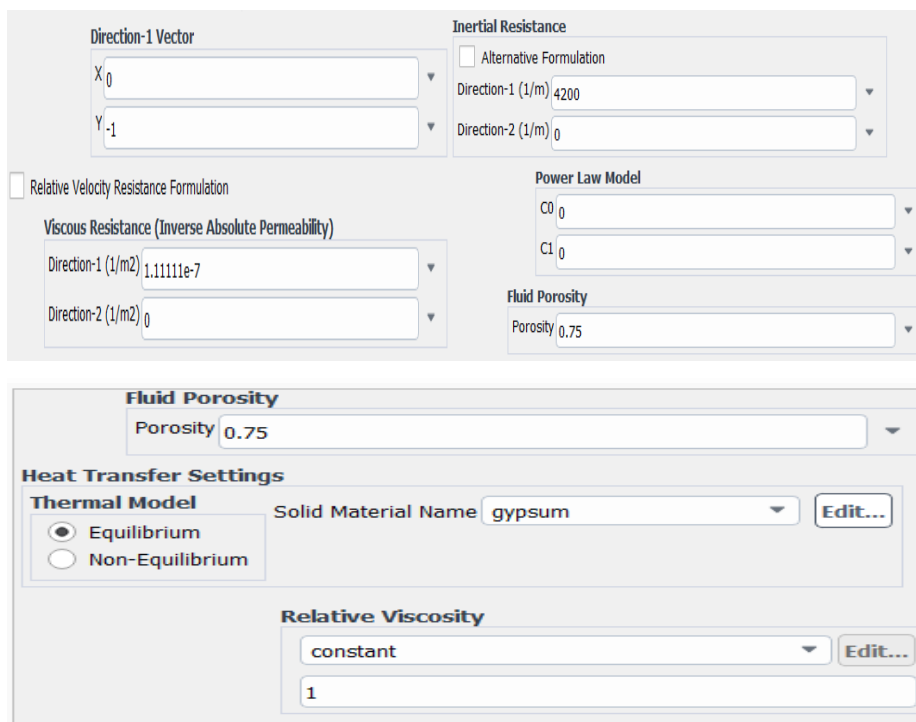 Direction-1 Vector
X 0
Y -1
Inertial Resistance
Alternative Formulation
Direction-1 (1/m) 4200
Direction-2 (1/m) 0
Relative Velocity Resistance Formulation
Viscous Resistance (Inverse Absolute Permeability)
Direction-1 (1/m2) 1.11111e-7
Direction-2 (1/m2) 0
Power Law Model
C0 0
C1 0
Fluid Porosity
Porosity 0.75
Fluid Porosity
Porosity 0.75
Heat Transfer Settings
Thermal Model
Equilibrium
Non-Equilibrium
Solid Material Name gypsum Edit...
Relative Viscosity
constant Edit...
1